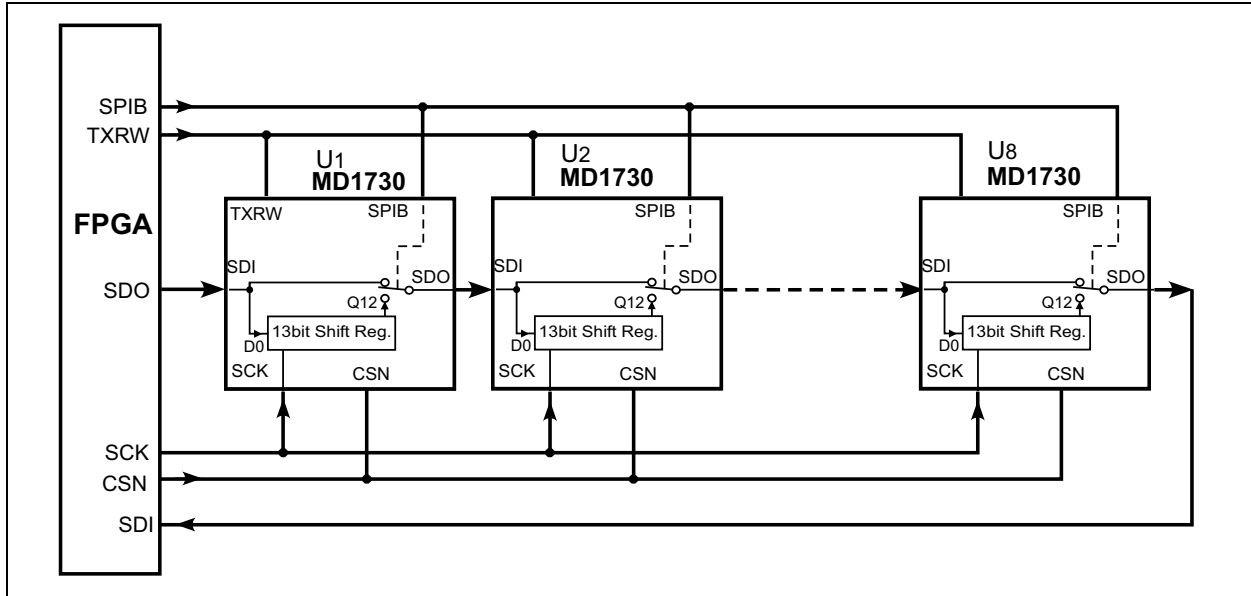 SPIB
TXRW
FPGA
SDO
SCK
CSN
SDI
U1
MD1730
TXRW
SPIB
SDI
SDO
Q12
13bit Shift Reg.
D0
SCK
CSN
U2
MD1730
SPIB
SDI
SDO
Q12
13bit Shift Reg.
D0
SCK
CSN
U8
MD1730
SPIB
SDI
SDO
Q12
13bit Shift Reg.
D0
SCK
CSN